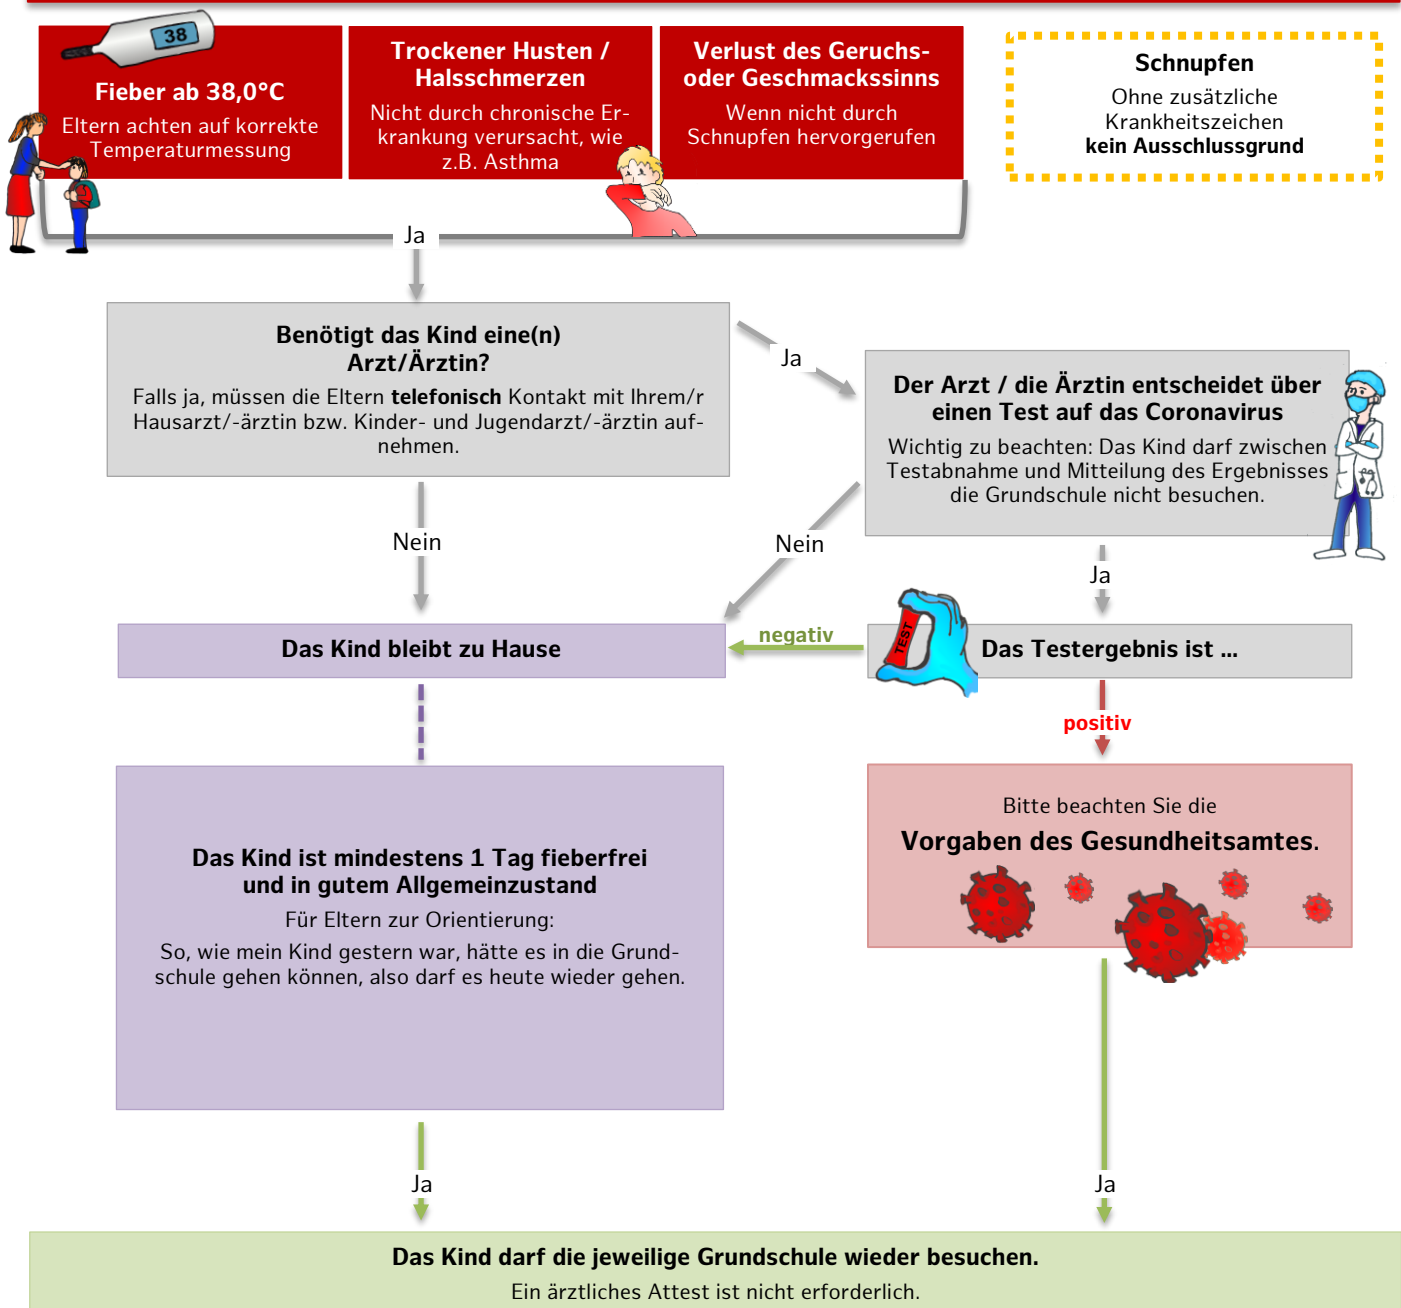 38
Fieber ab 38,0°C
Eltern achten auf korrekte
Temperaturmessung
Trockener Husten /
Halsschmerzen
Nicht durch chronische Er-
krankung verursacht, wie
z.B. Asthma
Verlust des Geruchs-
oder Geschmackssinns
Wenn nicht durch
Schnupfen hervorgerufen
Schnupfen
Ohne zusätzliche
Krankheitszeichen
kein Ausschlussgrund
Ja
Benötigt das Kind eine(n)
Arzt/Ärztin?
Falls ja, müssen die Eltern telefonisch Kontakt mit Ihrem/r
Hausarzt/-ärztin bzw. Kinder- und Jugendarzt/-ärztin auf-
nehmen.
Ja
Der Arzt / die Ärztin entscheidet über
einen Test auf das Coronavirus
Wichtig zu beachten: Das Kind darf zwischen
Testabnahme und Mitteilung des Ergebnisses
die Grundschule nicht besuchen.
Nein
Nein
Ja
Das Kind bleibt zu Hause
negativ
TEST
Das Testergebnis ist ...
positiv
Das Kind ist mindestens 1 Tag fieberfrei
und in gutem Allgemeinzustand
Für Eltern zur Orientierung:
So, wie mein Kind gestern war, hätte es in die Grund-
schule gehen können, also darf es heute wieder gehen.
Bitte beachten Sie die
Vorgaben des Gesundheitsamtes.
Ja
Ja
Das Kind darf die jeweilige Grundschule wieder besuchen.
Ein ärztliches Attest ist nicht erforderlich.